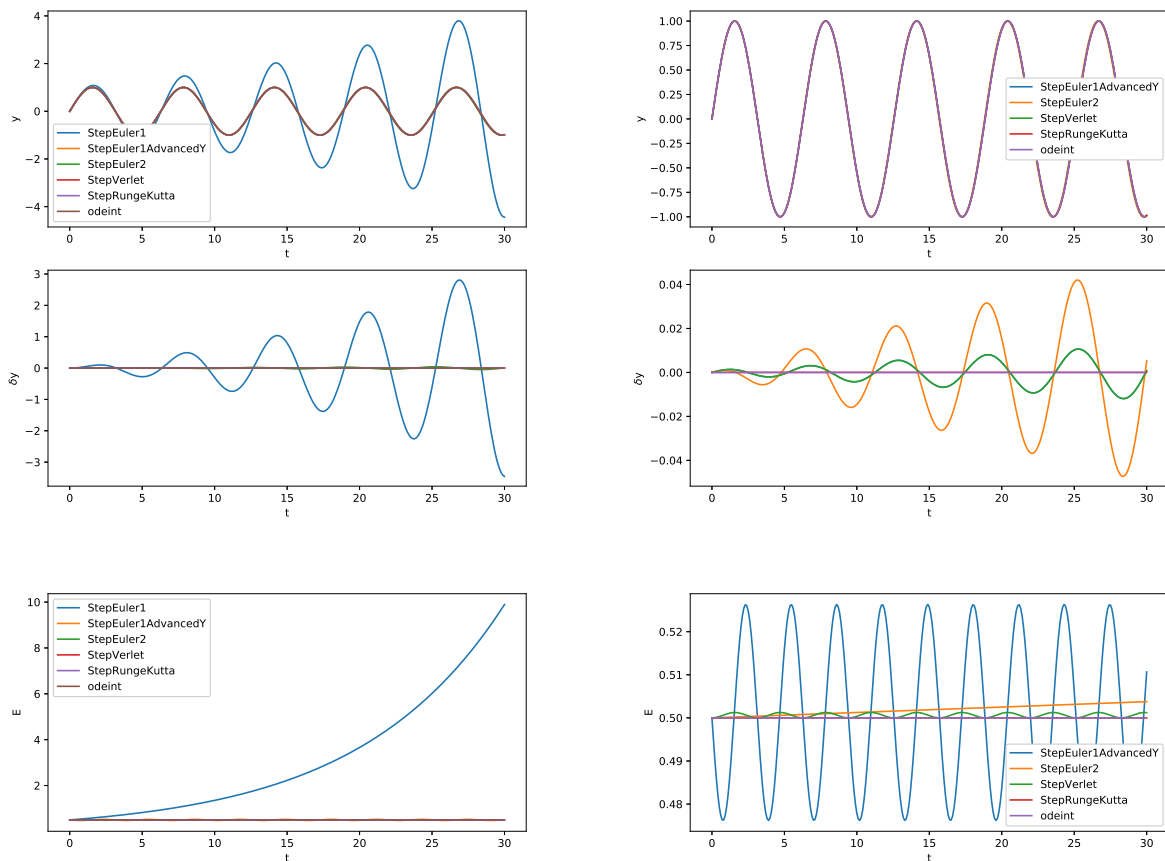 4
2
0
−2
−4
y
StepEuler1
StepEuler1AdvancedY
StepEuler2
StepVerlet
StepRungeKutta
odeint
0 5 10 15 20 25 30
t
1.00
0.75
0.50
0.25
0.00
−0.25
−0.50
−0.75
−1.00
y
StepEuler1AdvancedY
StepEuler2
StepVerlet
StepRungeKutta
odeint
0 5 10 15 20 25 30
t
3
2
1
0
−1
−2
−3
δy
0 5 10 15 20 25 30
t
0.04
0.02
0.00
−0.02
−0.04
δy
0 5 10 15 20 25 30
t
10
8
6
4
2
E
StepEuler1
StepEuler1AdvancedY
StepEuler2
StepVerlet
StepRungeKutta
odeint
0 5 10 15 20 25 30
t
0.52
0.51
0.50
0.49
0.48
E
StepEuler1AdvancedY
StepEuler2
StepVerlet
StepRungeKutta
odeint
0 5 10 15 20 25 30
t